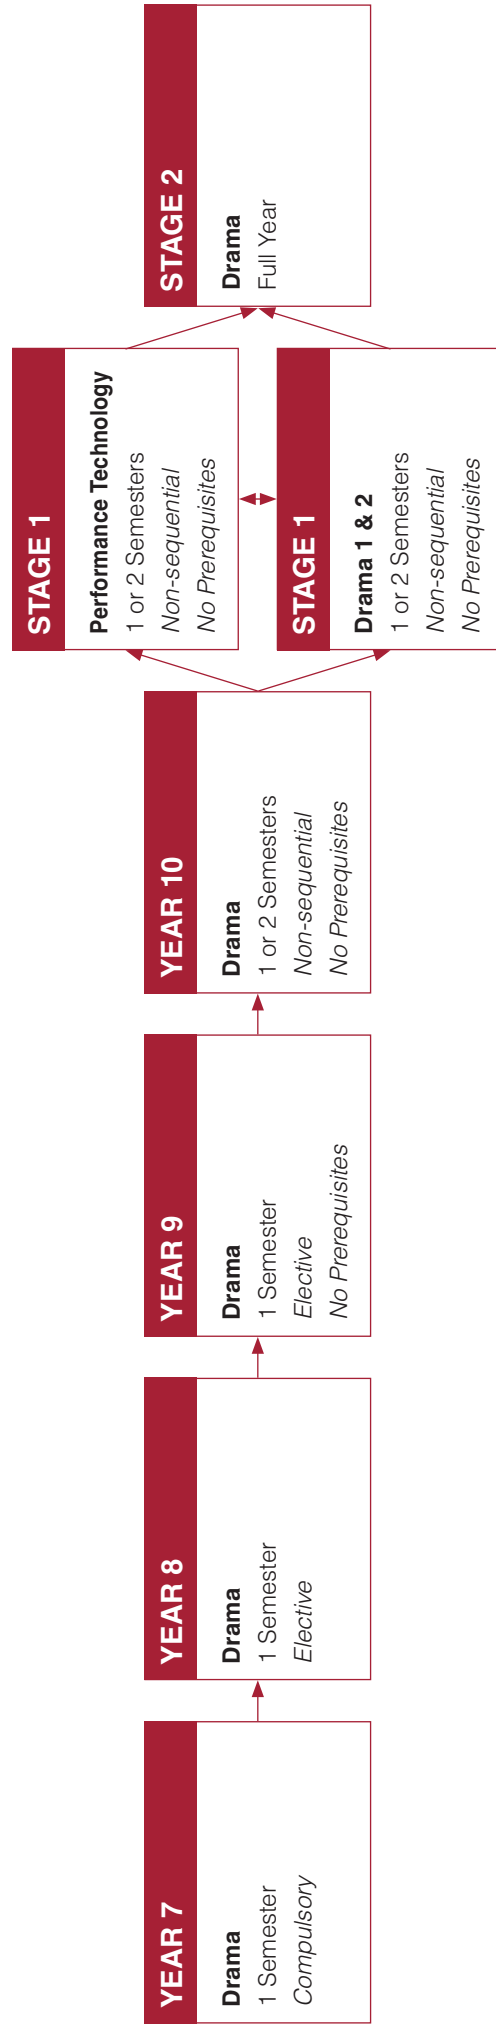 YEAR 7
Drama
1 Semester
Compulsory
YEAR 8
Drama
1 Semester
Elective
YEAR 9
Drama
1 Semester
Elective
No Prerequisites
YEAR 10
Drama
1 or 2 Semesters
Non-sequential
No Prerequisites
STAGE 1
Performance Technology
1 or 2 Semesters
Non-sequential
No Prerequisites
STAGE 1
Drama 1 & 2
1 or 2 Semesters
Non-sequential
No Prerequisites
STAGE 2
Drama
Full Year